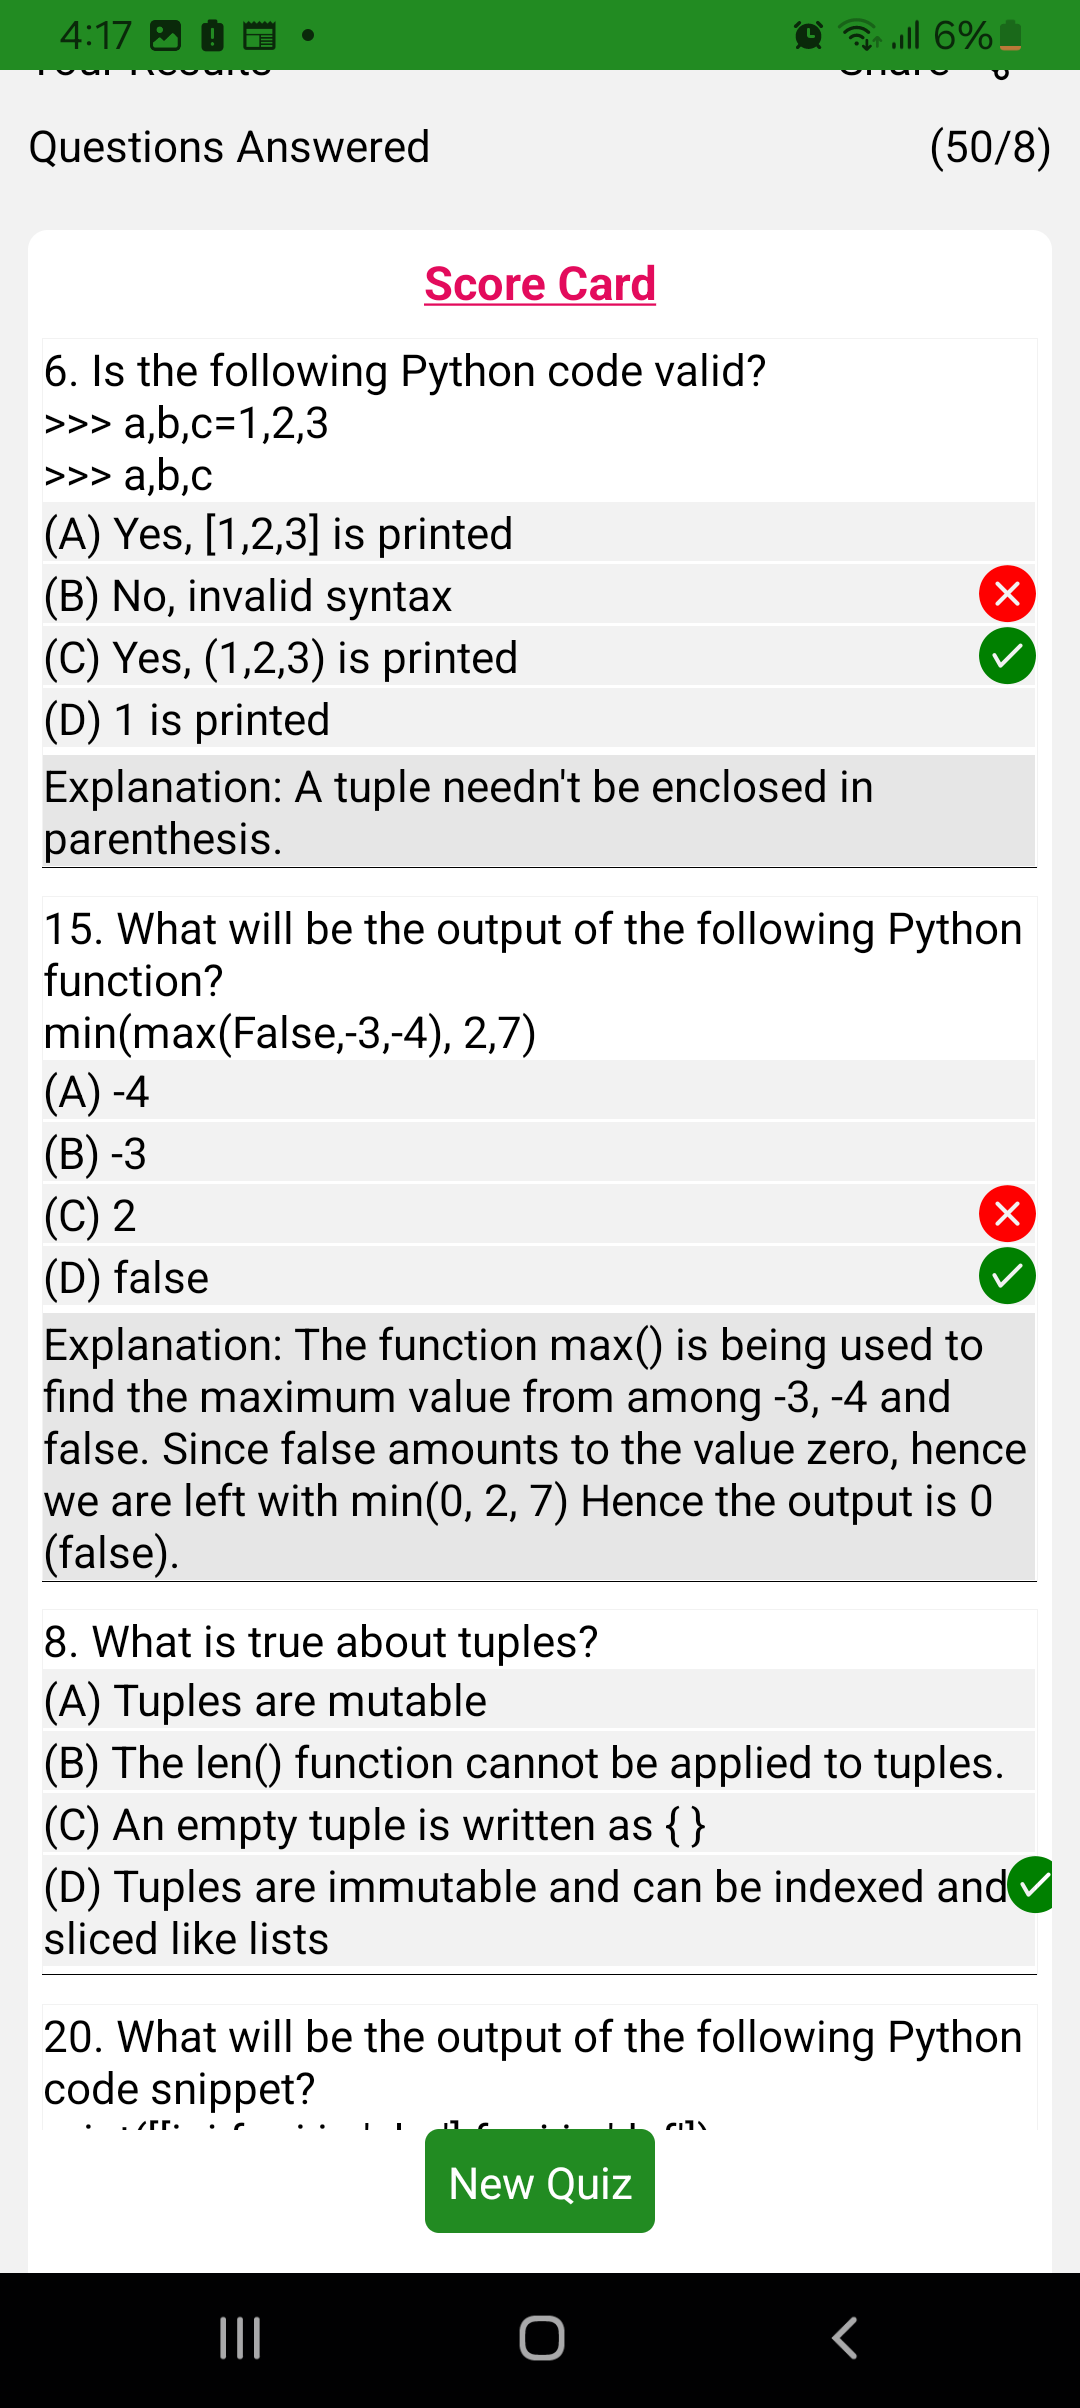 4:17
6%
Your Results Share
Questions Answered (50/8)
Score Card
6. Is the following Python code valid?
>>> a,b,c=1,2,3
>>> a,b,c
(A) Yes, [1,2,3] is printed
(B) No, invalid syntax
(C) Yes, (1,2,3) is printed
(D) 1 is printed
Explanation: A tuple needn't be enclosed in
parenthesis.
15. What will be the output of the following Python
function?
min(max(False,-3,-4), 2,7)
(A) -4
(B) -3
(C) 2
(D) false
Explanation: The function max() is being used to
find the maximum value from among -3, -4 and
false. Since false amounts to the value zero, hence
we are left with min(0, 2, 7) Hence the output is 0
(false).
8. What is true about tuples?
(A) Tuples are mutable
(B) The len() function cannot be applied to tuples.
(C) An empty tuple is written as { }
(D) Tuples are immutable and can be indexed and
sliced like lists
20. What will be the output of the following Python
code snippet?
New Quiz